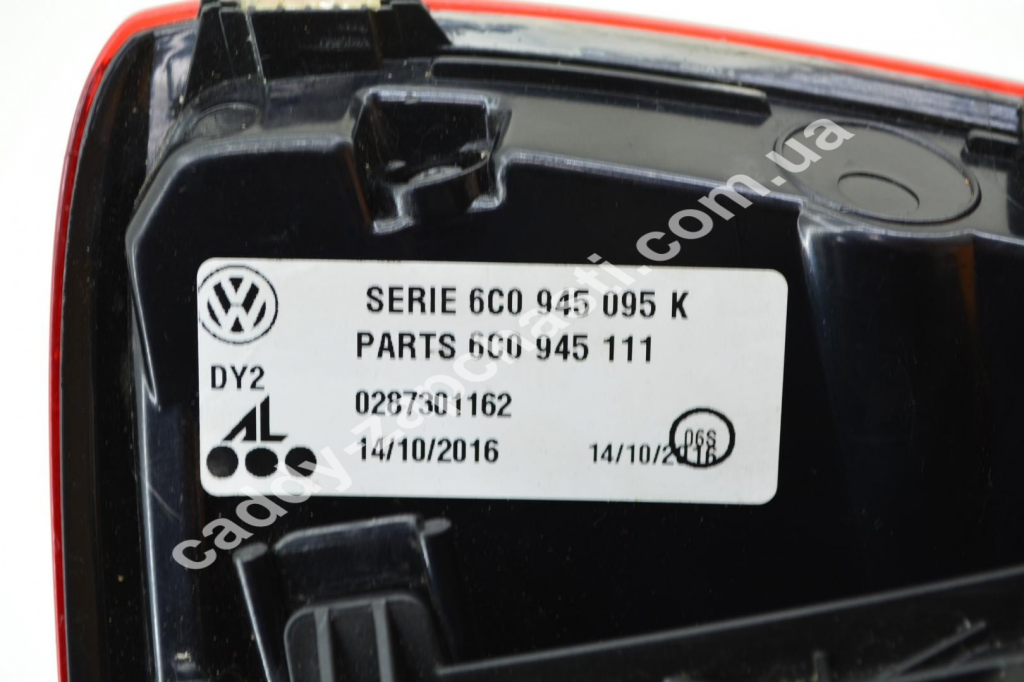 SERIE 6C0 945 095 K
PARTS 6C0 945 111
DY2
0287301162
AL
14/10/2016
14/10/2016
06S
caddy-zapchasti.com.ua